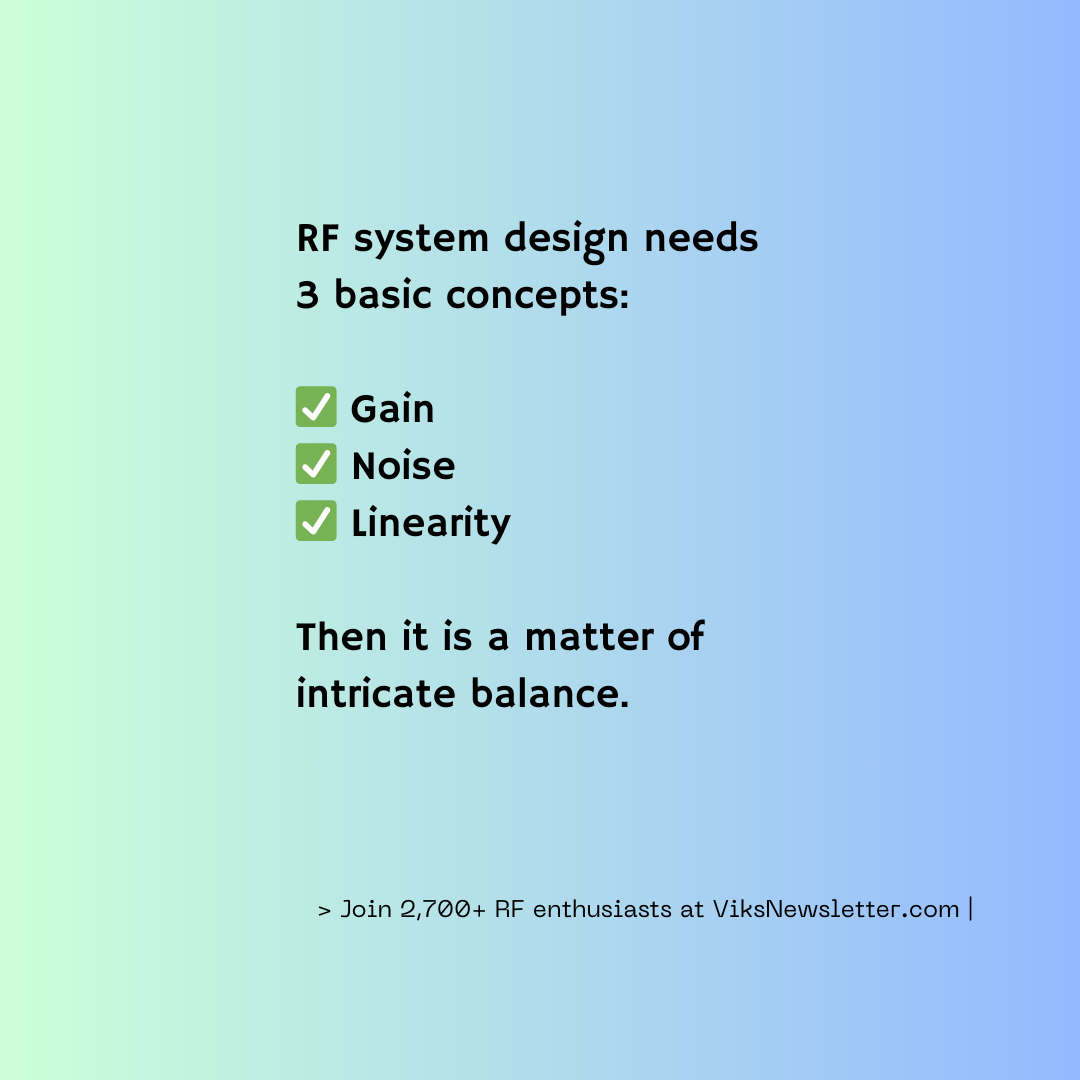 RF system design needs
3 basic concepts:
✅ Gain
✅ Noise
✅ Linearity
Then it is a matter of
intricate balance.
> Join 2,700+ RF enthusiasts at ViksNewsletter.com |